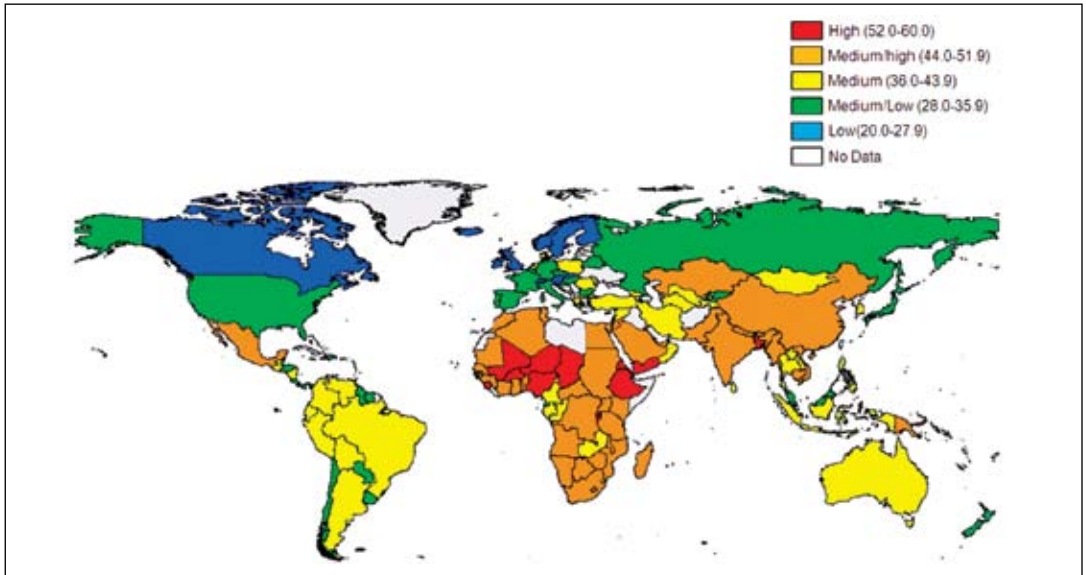 High (52.0-60.0)
Medium/high (44.0-51.9)
Medium (36.0-43.9)
Medium/Low (28.0-35.9)
Low(20.0-27.9)
No Data